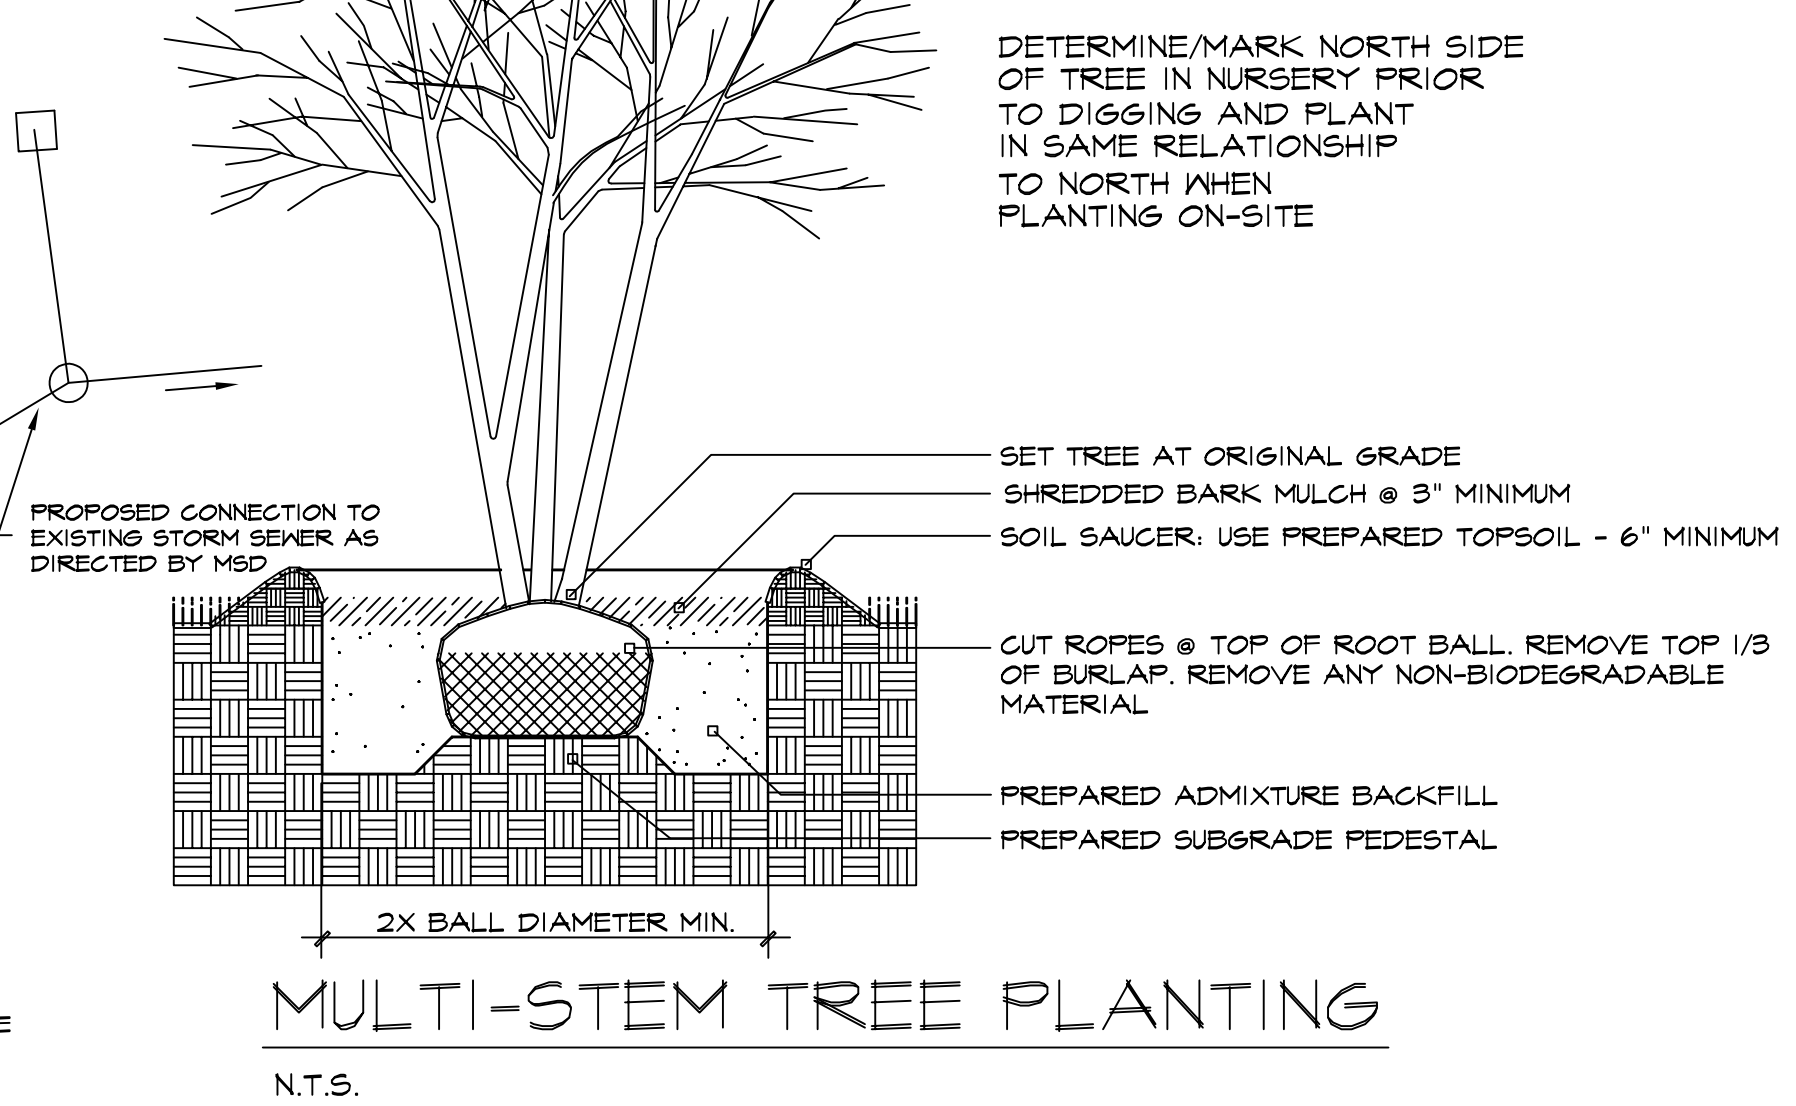 DETERMINE/MARK NORTH SIDE
OF TREE IN NURSERY PRIOR
TO DIGGING AND PLANT
IN SAME RELATIONSHIP
TO NORTH WHEN
PLANTING ON-SITE
SET TREE AT ORIGINAL GRADE
SHREDDED BARK MULCH @ 3" MINIMUM
SOIL SAUCER: USE PREPARED TOPSOIL - 6" MINIMUM
PROPOSED CONNECTION TO
EXISTING STORM SEWER AS
DIRECTED BY MSD
CUT ROPES @ TOP OF ROOT BALL. REMOVE TOP 1/3
OF BURLAP. REMOVE ANY NON-BIODEGRADABLE
MATERIAL
PREPARED ADMIXTURE BACKFILL
PREPARED SUBGRADE PEDESTAL
2X BALL DIAMETER MIN.
MULTI-STEM TREE PLANTING
N.T.S.